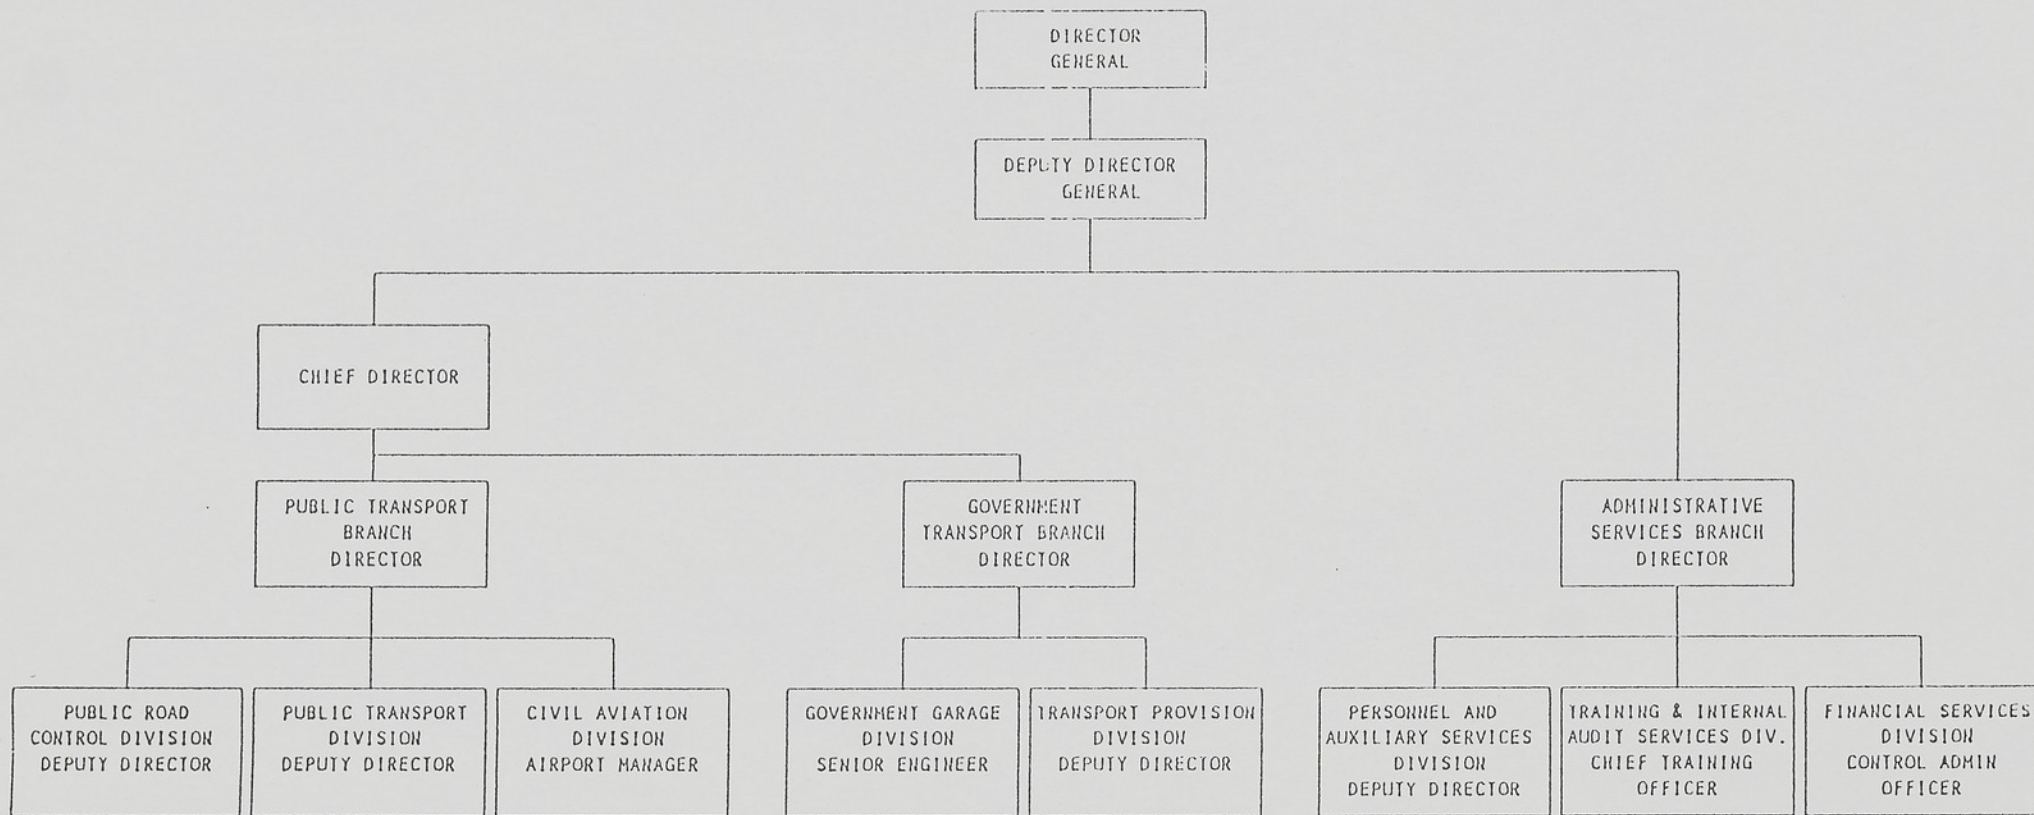 DIRECTOR
GENERAL
DEPUTY DIRECTOR
GENERAL
CHIEF DIRECTOR
PUBLIC TRANSPORT
BRANCH
DIRECTOR
GOVERNMENT
TRANSPORT BRANCH
DIRECTOR
ADMINISTRATIVE
SERVICES BRANCH
DIRECTOR
PUBLIC ROAD
CONTROL DIVISION
DEPUTY DIRECTOR
PUBLIC TRANSPORT
DIVISION
DEPUTY DIRECTOR
CIVIL AVIATION
DIVISION
AIRPORT MANAGER
GOVERNMENT GARAGE
DIVISION
SENIOR ENGINEER
TRANSPORT PROVISION
DIVISION
DEPUTY DIRECTOR
PERSONNEL AND
AUXILIARY SERVICES
DIVISION
DEPUTY DIRECTOR
TRAINING & INTERNAL
AUDIT SERVICES DIV.
CHIEF TRAINING
OFFICER
FINANCIAL SERVICES
DIVISION
CONTROL ADMIN
OFFICER